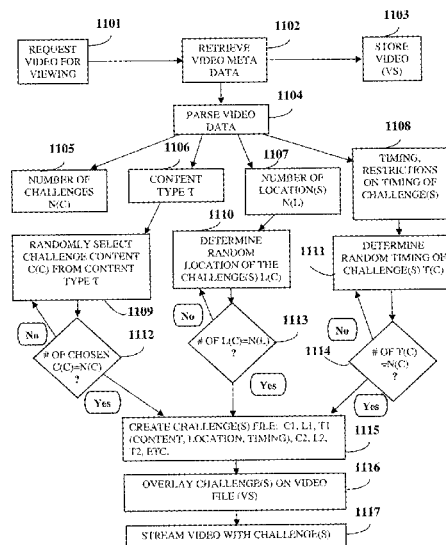 1101
REQUEST
VIDEO FOR
VIEWING
1102
RETRIEVE
VIDEO META
DATA
1103
STORE
VIDEO
(VS)
1104
PARSE VIDEO
DATA
1105
NUMBER OF
CHALLENGES
N(C)
1106
CONTENT
TYPE T
1107
NUMBER OF
LOCATION(S)
N(L)
1108
TIMING,
RESTRICTIONS
ON TIMING OF
CHALLENGE(S)
RANDOMLY SELECT
CHALLENGE CONTENT
C(C) FROM CONTENT
TYPE T
1109
1110
DETERMINE
RANDOM
LOCATION OF THE
CHALLENGE(S) L(C)
1111
DETERMINE
RANDOM TIMING OF
CHALLENGE(S) T(C)
No
# OF CHOSEN
C(C)=N(C)
?
1112
Yes
No
# OF L(C)=N(L)
?
1113
Yes
No
# OF T(C)
=N(C)
?
1114
Yes
CREATE CHALLENGE(S) FILE: C1, L1, T1
(CONTENT, LOCATION, TIMING), C2, L2,
T2, ETC.
1115
OVERLAY CHALLENGE(S) ON VIDEO
FILE (VS)
1116
STREAM VIDEO WITH CHALLENGE(S)
1117